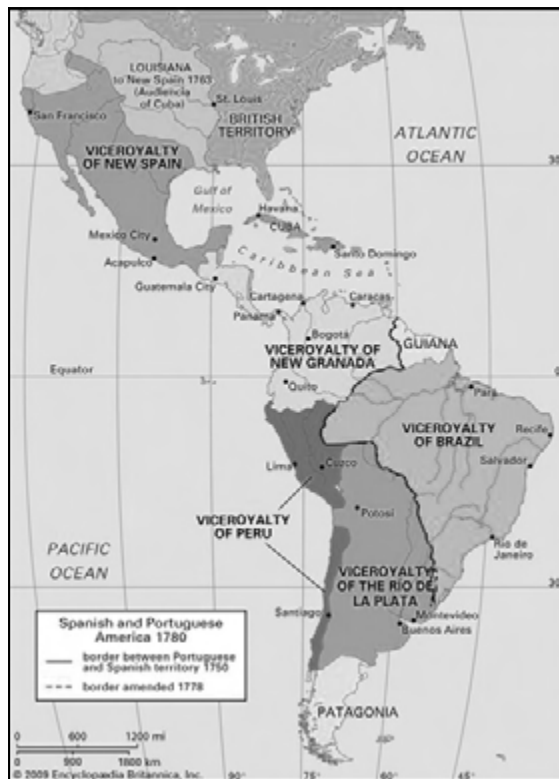 LOUISIANA
to New Spain 1763
(Audiencia
of Cuba)
St. Louis
San Francisco
BRITISH
TERRITORY
ATLANTIC
OCEAN
VICEROYALTY
OF NEW SPAIN
30
Gulf of
Mexico
Havana
CUBA
Mexico City
Santo Domingo
Acapulco
Caribbean Sea
Guatemala City
Cartagena
Caracas
Panama
Bogotá
GUIANA
VICEROYALTY OF
NEW GRANADA
Equator
0
Quito
Pará
VICEROYALTY
OF BRAZIL
Recife
Lima
Cuzco
Salvador
Potosí
VICEROYALTY
OF PERU
Rio de
Janeiro
PACIFIC
OCEAN
VICEROYALTY
OF THE RÍO DE
LA PLATA
Santiago
Montevideo
Buenos Aires
Spanish and Portuguese
America 1780
border between Portuguese
and Spanish territory 1750
border amended 1778
PATAGONIA
0 600 1200 mi
0 900 1800 km
© 2009 Encyclopædia Britannica, Inc.
90°
75°
60°
45°